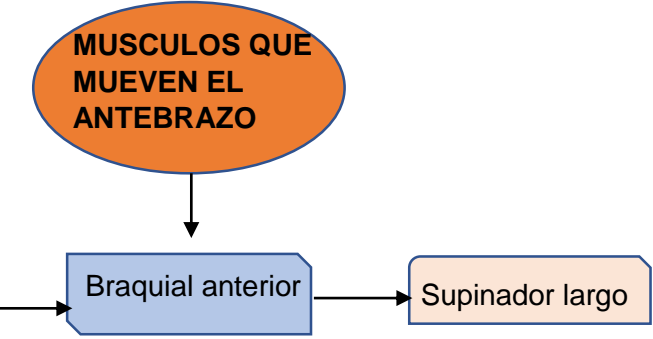 MUSCULOS QUE
MUEVEN EL
ANTEBRAZO
Braquial anterior
Supinador largo